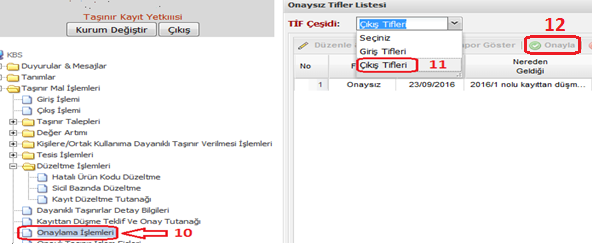 Taşınır Kayıt Yetkilisi
Kurum Değiştir Çıkış
KBS
Duyurular & Mesajlar
Tanımlar
Taşınır Mal İşlemleri
Giriş İşlemi
Çıkış İşlemi
Taşınır Talepleri
Değer Artımı
Kişilere/Ortak Kullanıma Dayanıklı Taşınır Verilmesi İşlemleri
Tesis İşlemleri
Düzeltme İşlemleri
Hatalı Ürün Kodu Düzeltme
Sicil Bazında Düzeltme
Kayıt Tutanağı Düzeltme
Dayanıklı Taşınırlar Detay Bilgileri
Kayıttan Düşme Teklif Ve Onay Tutanağı
Onaylama İşlemleri 10
Onaysız Tifler Listesi
TİF Çeşidi: Çıkış Tifleri 12
Seçiniz
Giriş Tifleri
Çıkış Tifleri 11
Düzenle por Göster Onayla
No Nereden Geldiği
1 Onaysız 23/09/2016 2016/1 nolu kayıttan düşm...